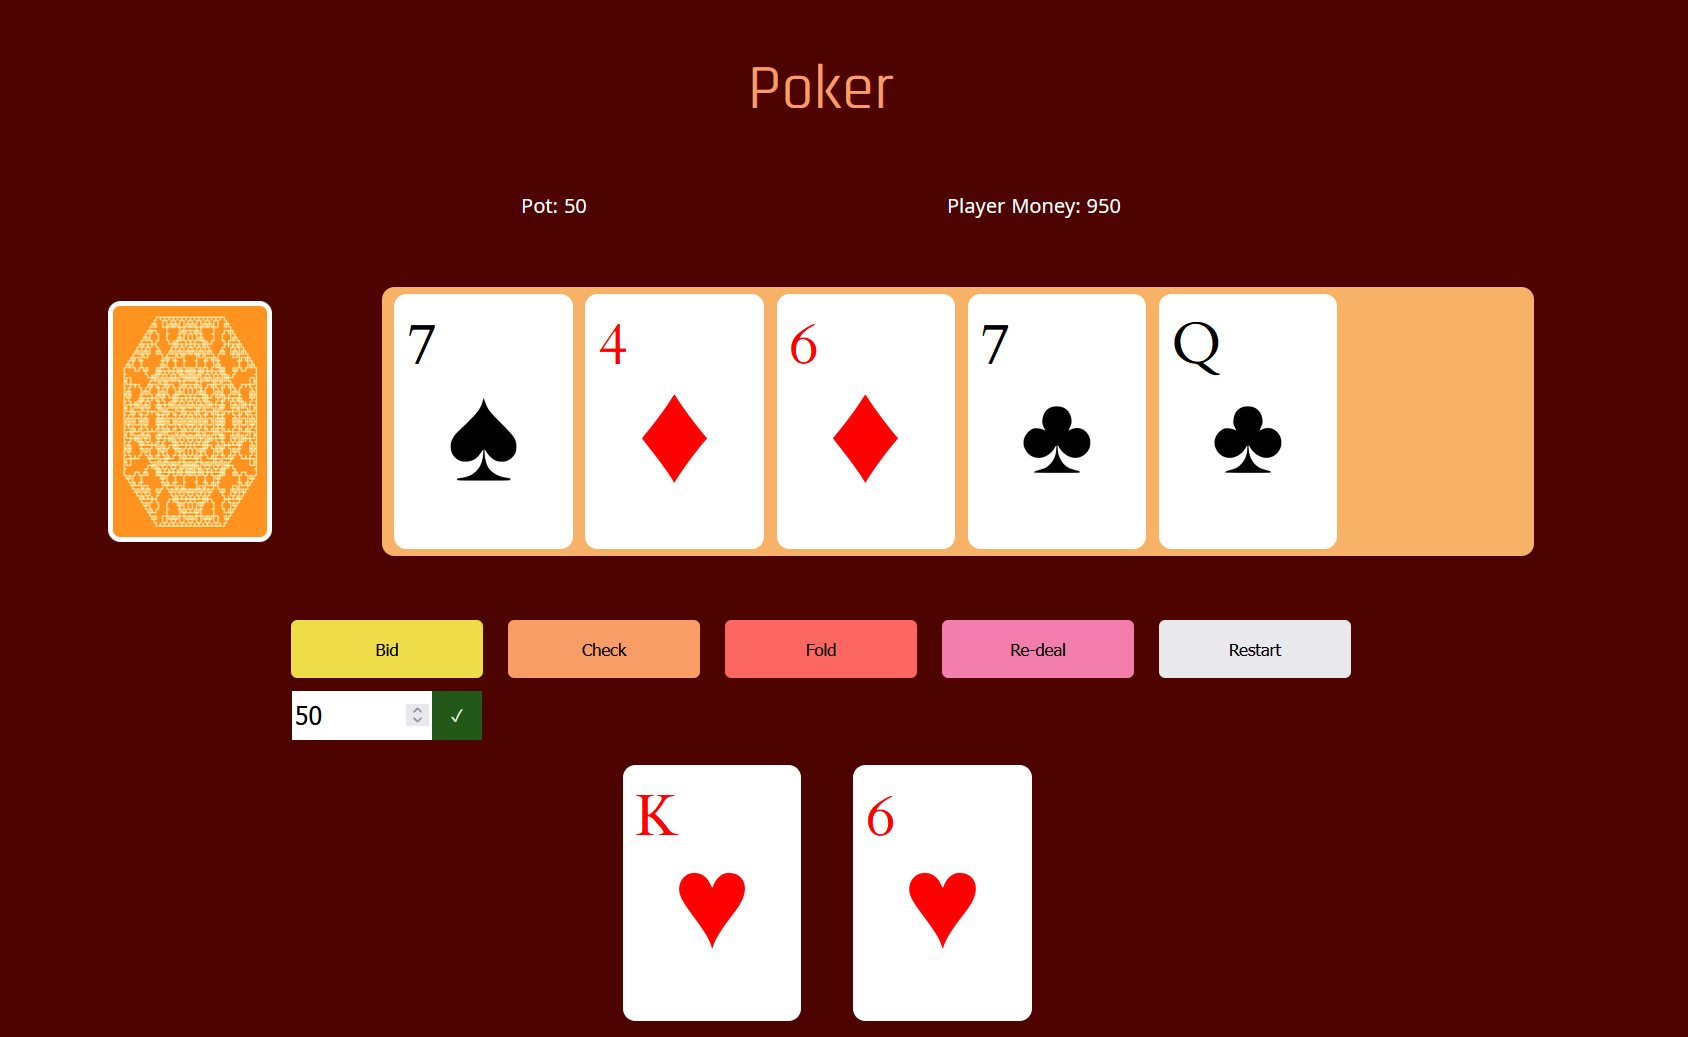 Poker
Pot: 50 Player Money: 950
7 4 6 7 Q
Bid Check Fold Re-deal Restart
50 ✓
K 6